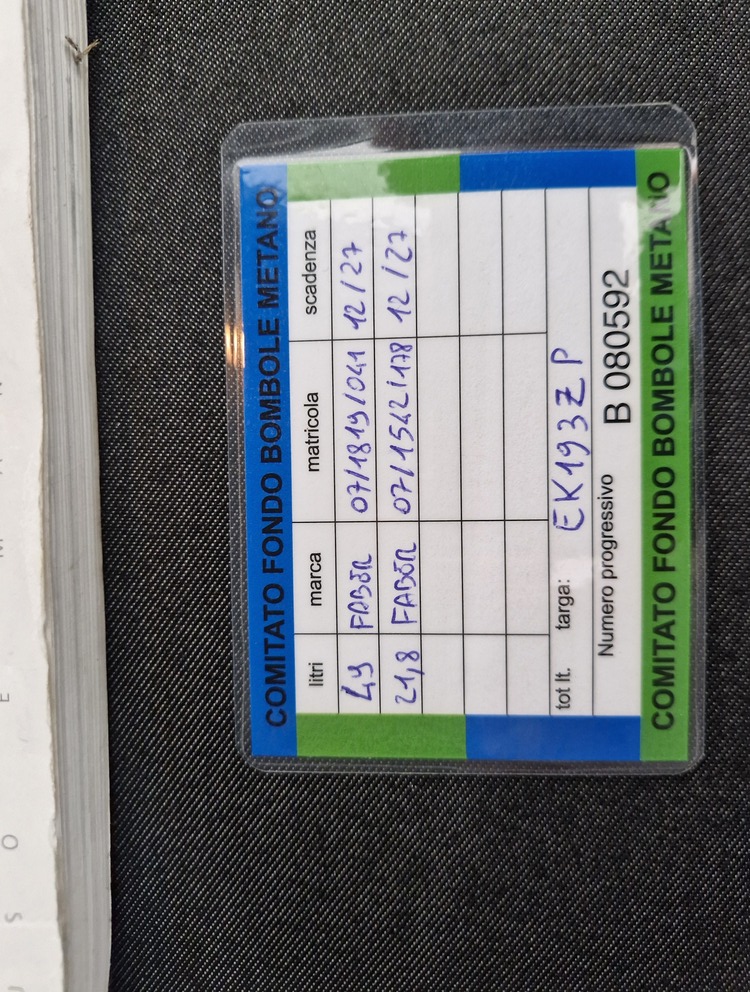 COMITATO FONDO BOMBOLE METANO
litri marca matricola scadenza
49 FABER 07/1819/041 12/27
21,8 FABER 07/1542/178 12/27
tot lt. targa: EK193ZP
Numero progressivo B 080592
COMITATO FONDO BOMBOLE METANO